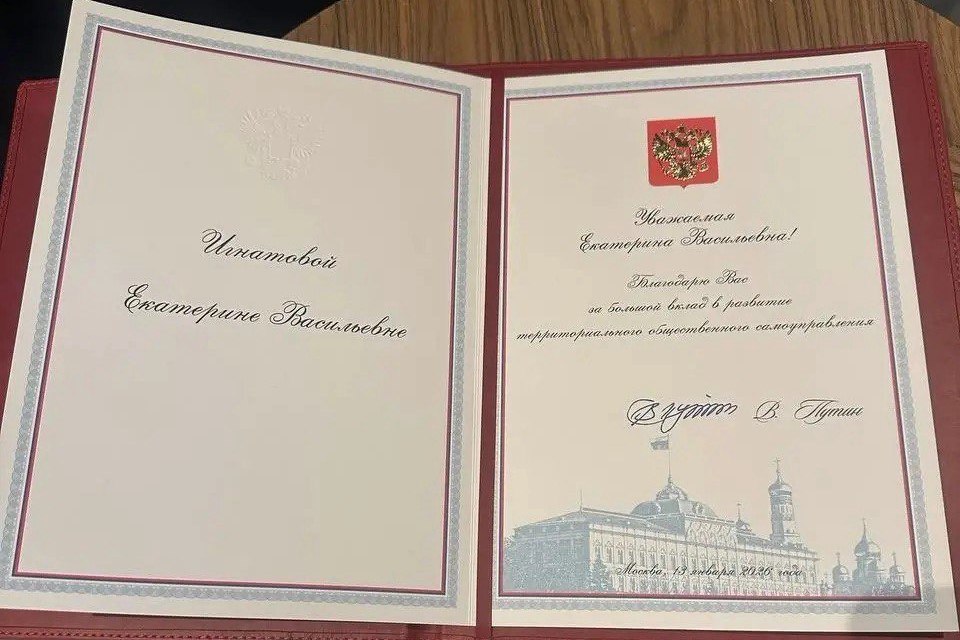 Игнатовой
Екатерине Васильевне
Уважаемая
Екатерина Васильевна!
Благодарю Вас
за большой вклад в развитие
территориального общественного самоуправления
В. Путин
Москва, 13 января 2026 года